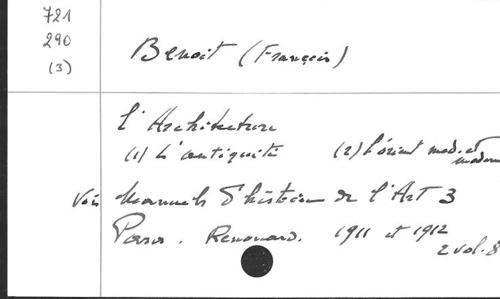 721
290
(3)
Benoit (François)
l'Architecture
(1) L'antiquité (2) l'orient med. et moderne
Voir Manuels d'histoire de l'Art 3
Paris. Renouard. 1911 et 1912
2 vol. 8